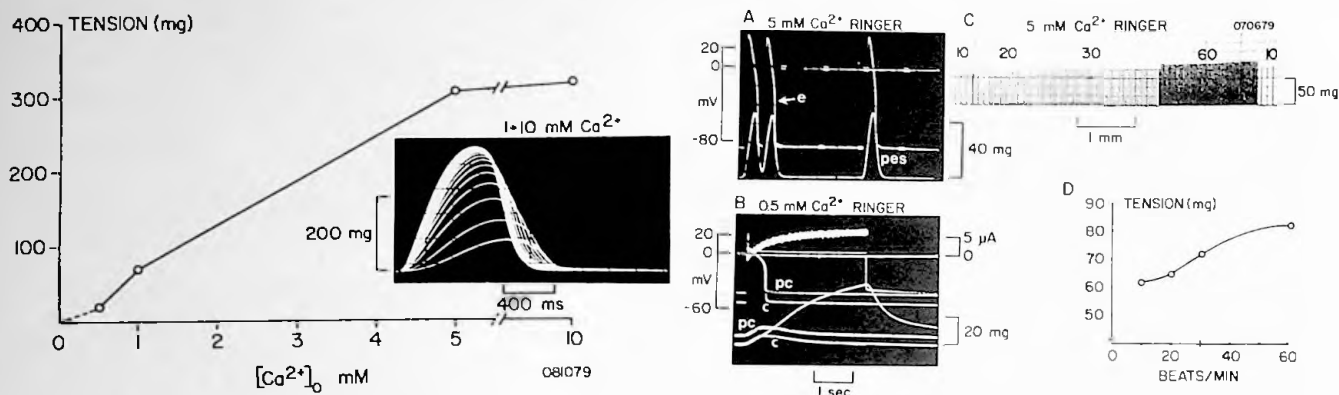 400
TENSION (mg)
300
200
100
0
1
2
3
4
5
10
[Ca2+]o mM
081079
1→10 mM Ca2+
200 mg
400 ms
A
5 mM Ca2+ RINGER
20
0
mV
-80
e
pes
40 mg
B
0.5 mM Ca2+ RINGER
20
0
mV
-60
pc
c
pc
c
5 µA
0
20 mg
1 sec
C
5 mM Ca2+ RINGER
070679
10 20 30 60 10
50 mg
1 mm
D
TENSION (mg)
90
80
70
60
50
0 20 40 60
BEATS/MIN